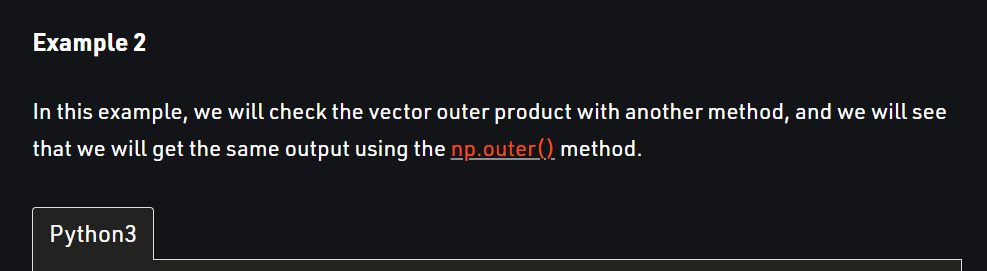 Example 2
In this example, we will check the vector outer product with another method, and we will see
that we will get the same output using the np.outer() method.
Python3